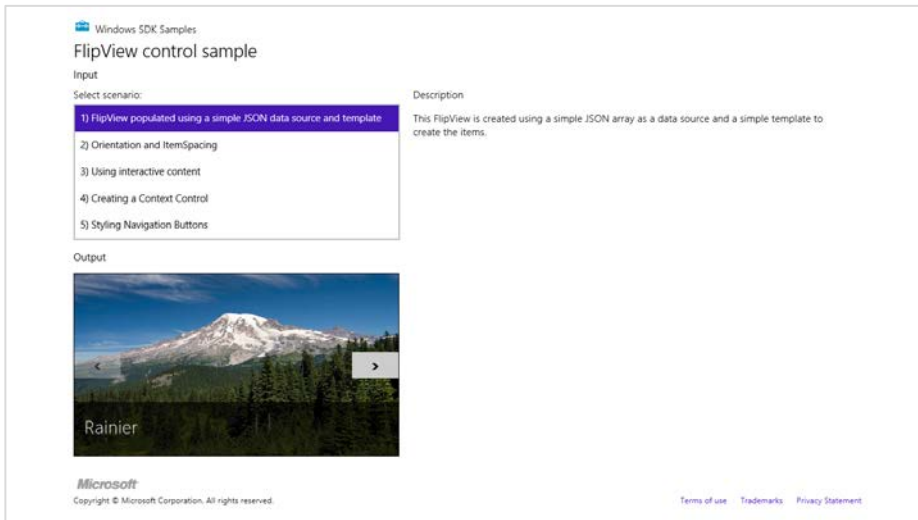 Windows SDK Samples
FlipView control sample
Input
Select scenario:
1) FlipView populated using a simple JSON data source and template
2) Orientation and ItemSpacing
3) Using interactive content
4) Creating a Context Control
5) Styling Navigation Buttons
Description
This FlipView is created using a simple JSON array as a data source and a simple template to
create the items.
Output
Rainier
Microsoft
Copyright © Microsoft Corporation. All rights reserved.
Terms of use Trademarks Privacy Statement